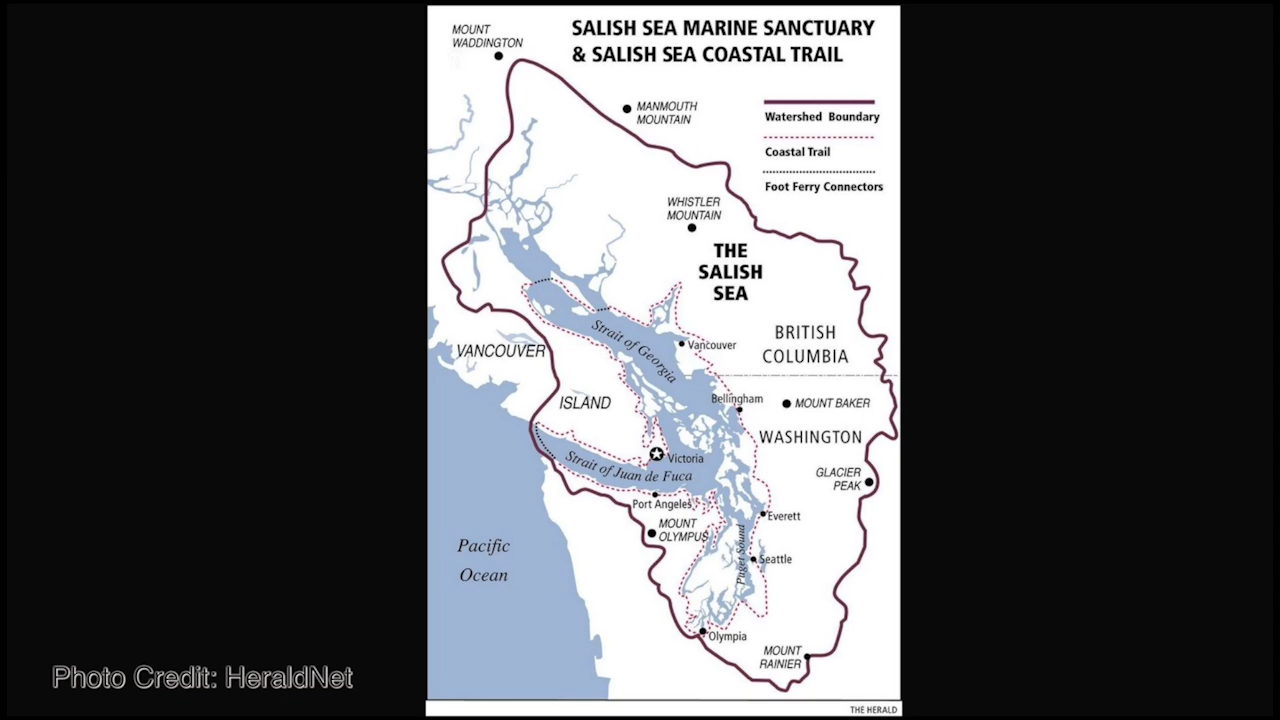 SALISH SEA MARINE SANCTUARY
& SALISH SEA COASTAL TRAIL
MOUNT
WADDINGTON
MANMOUTH
MOUNTAIN
Watershed Boundary
Coastal Trail
Foot Ferry Connectors
WHISTLER
MOUNTAIN
THE
SALISH
SEA
Strait of Georgia
Vancouver
BRITISH
COLUMBIA
VANCOUVER
ISLAND
Bellingham
MOUNT BAKER
WASHINGTON
Victoria
Strait of Juan de Fuca
GLACIER
PEAK
Port Angeles
Everett
MOUNT
OLYMPUS
Puget Sound
Seattle
Pacific
Ocean
Olympia
MOUNT
RAINIER
Photo Credit: HeraldNet
THE HERALD